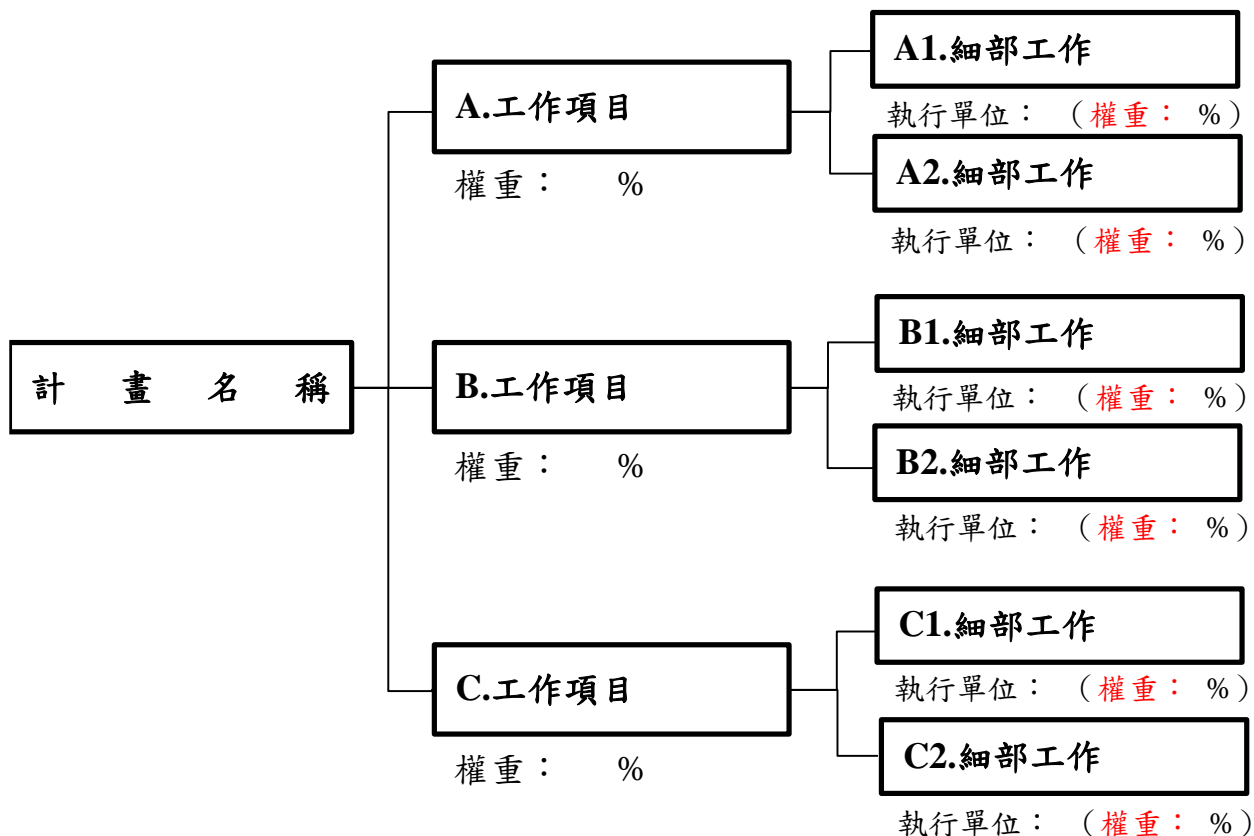 A1.細部工作
A.工作項目
執行單位： （權重： %）
A2.細部工作
權重： %
執行單位： （權重： %）
B1.細部工作
計畫名稱
B.工作項目
執行單位： （權重： %）
B2.細部工作
權重： %
執行單位： （權重： %）
C1.細部工作
C.工作項目
執行單位： （權重： %）
C2.細部工作
權重： %
執行單位： （權重： %）